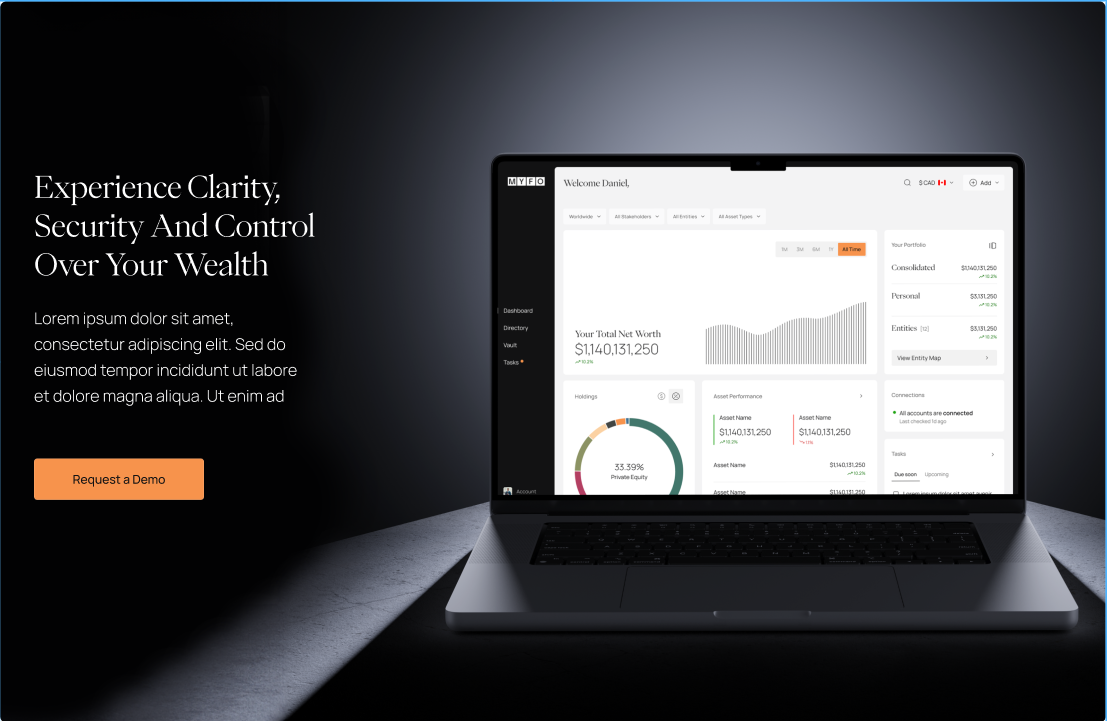 Experience Clarity,
Security And Control
Over Your Wealth
Lorem ipsum dolor sit amet,
consectetur adipiscing elit. Sed do
eiusmod tempor incididunt ut labore
et dolore magna aliqua. Ut enim ad
Request a Demo
MYFO
Welcome Daniel,
$ CAD
Add
Worldwide
All Stakeholders
All Entities
All Asset Types
1M 3M 6M 1Y All Time
Your Total Net Worth
$1,140,131,250
10.2%
Your Portfolio
Consolidated $1,140,131,250
10.2%
Personal $3,131,250
10.2%
Entities [12] $3,131,250
10.2%
View Entity Map
Dashboard
Directory
Vault
Tasks
Account
Holdings
33.39%
Private Equity
Asset Performance
Asset Name
$1,140,131,250
10.2%
Asset Name
$1,140,131,250
1.1%
Asset Name $1,140,131,250
10.2%
Asset Name $1,140,131,250
Connections
All accounts are connected
Last checked 1d ago
Tasks
Due soon Upcoming
Lorem ipsum dolor sit amet